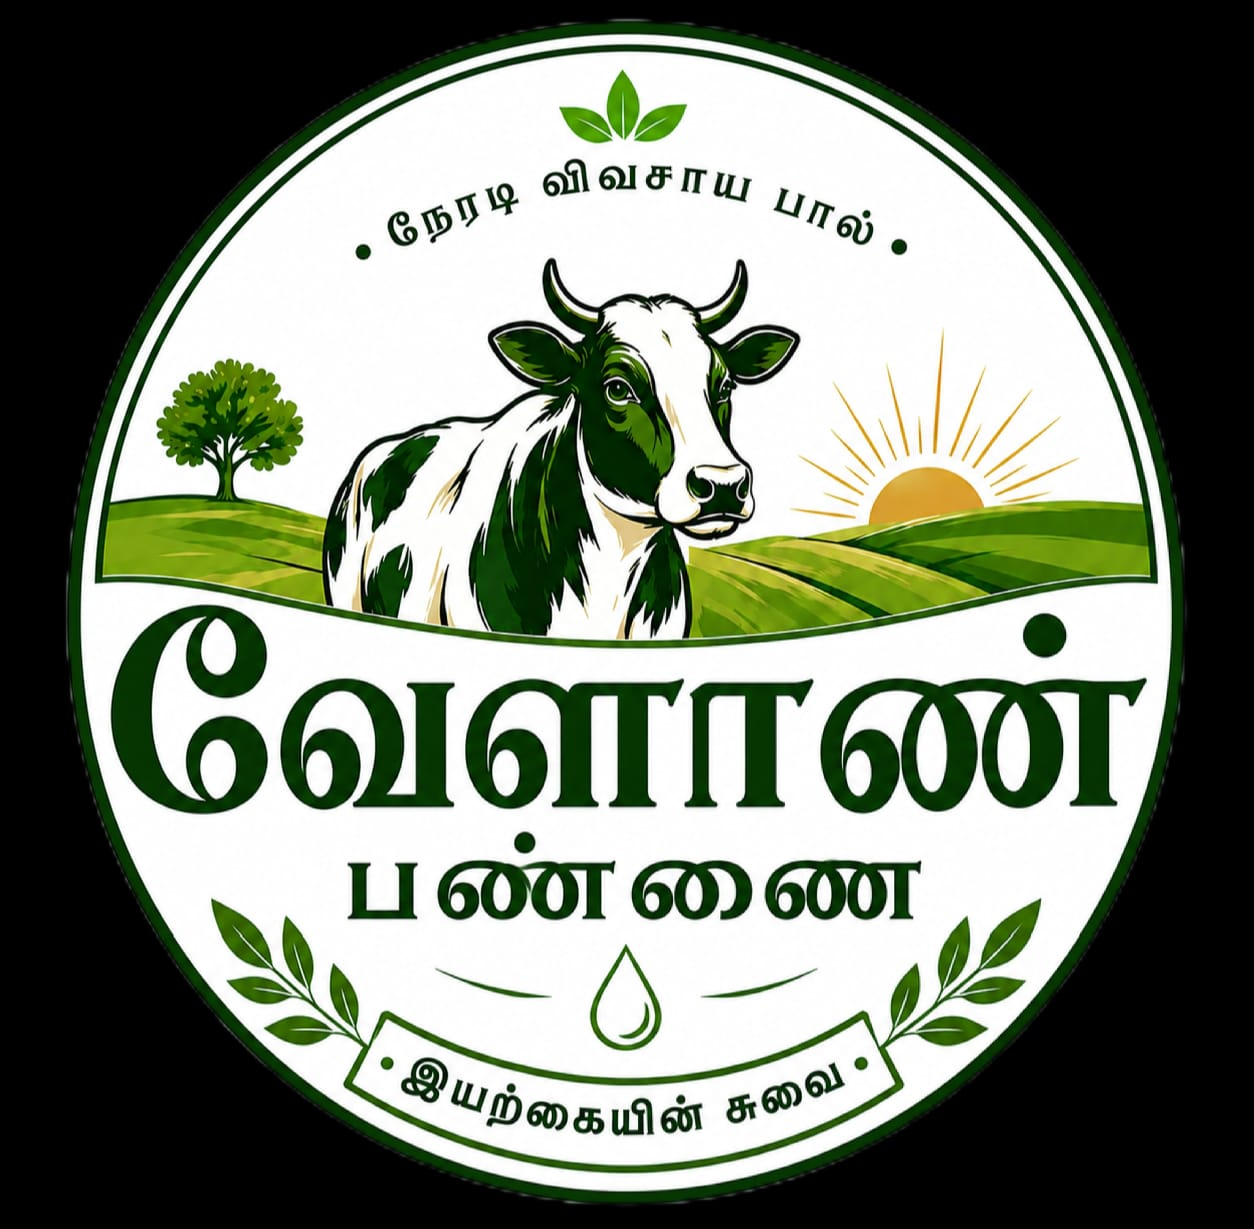 • நேரடி விவசாய பால் •
வேளாண்
பண்ணை
• இயற்கையின் சுவை •